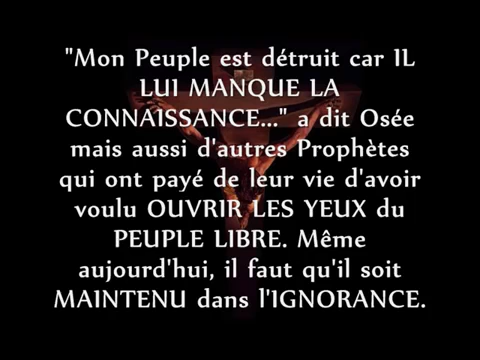 "Mon Peuple est détruit car IL
LUI MANQUE LA
CONNAISSANCE..." a dit Osée
mais aussi d'autres Prophètes
qui ont payé de leur vie d'avoir
voulu OUVRIR LES YEUX du
PEUPLE LIBRE. Même
aujourd'hui, il faut qu'il soit
MAINTENU dans l'IGNORANCE.